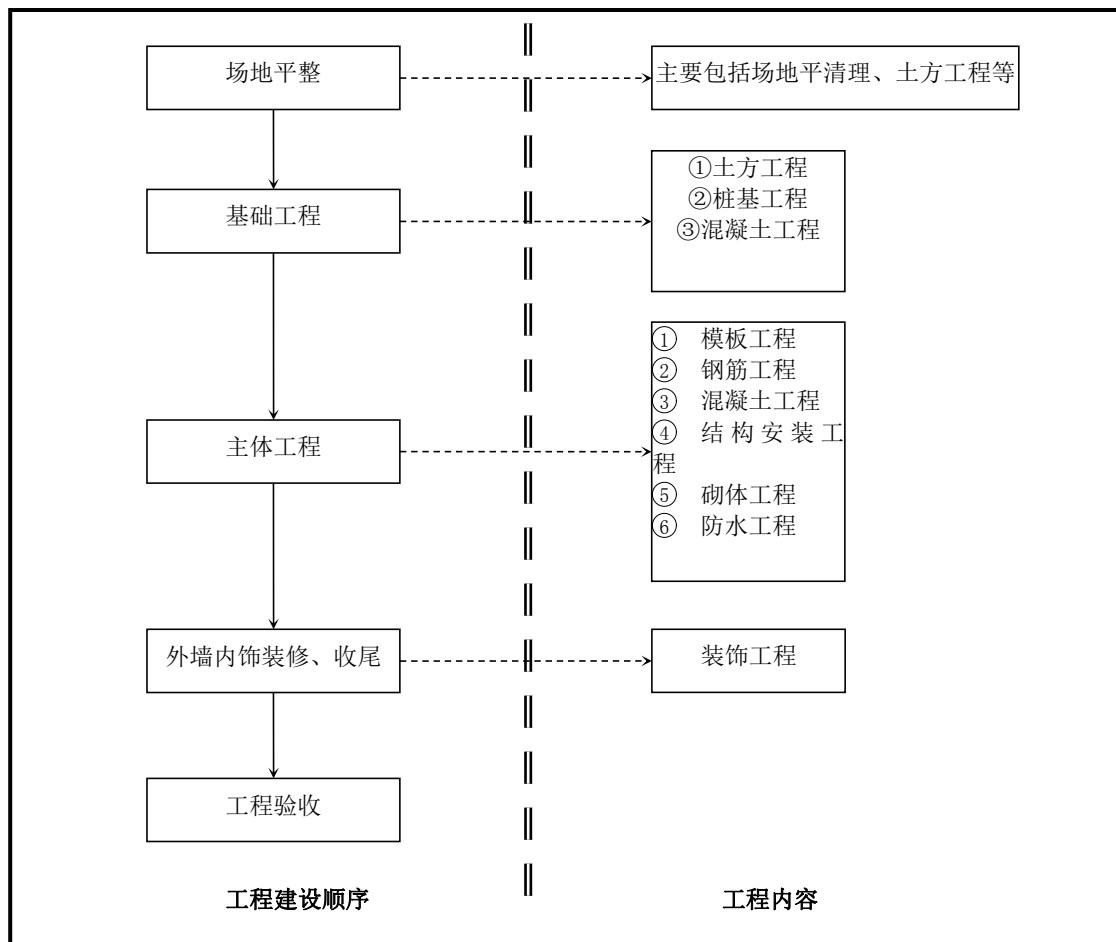 场地平整
主要包括场地平清理、土方工程等
基础工程
①土方工程
②桩基工程
③混凝土工程
主体工程
① 模板工程
② 钢筋工程
③ 混凝土工程
④ 结构安装工
程
⑤ 砌体工程
⑥ 防水工程
外墙内饰装修、收尾
装饰工程
工程验收
工程建设顺序
工程内容